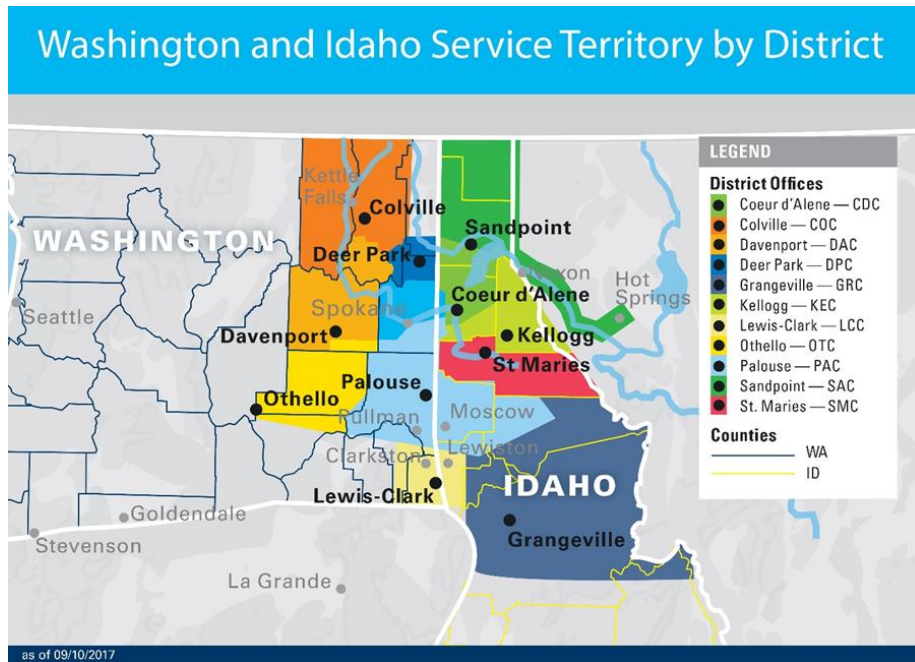 Washington and Idaho Service Territory by District
Kettle
Falls
Colville
WASHINGTON
Sandpoint
Deer Park
Noxon
Hot
Springs
Seattle
Spokane
Coeur d'Alene
Davenport
Kellogg
St Maries
Palouse
Othello
Pullman
Moscow
Clarkston
Lewiston
Lewis-Clark
IDAHO
Goldendale
Grangeville
Stevenson
La Grande
LEGEND
District Offices
Coeur d'Alene — CDC
Colville — COC
Davenport — DAC
Deer Park — DPC
Grangeville — GRC
Kellogg — KEC
Lewis-Clark — LCC
Othello — OTC
Palouse — PAC
Sandpoint — SAC
St. Maries — SMC
Counties
WA
ID
as of 09/10/2017